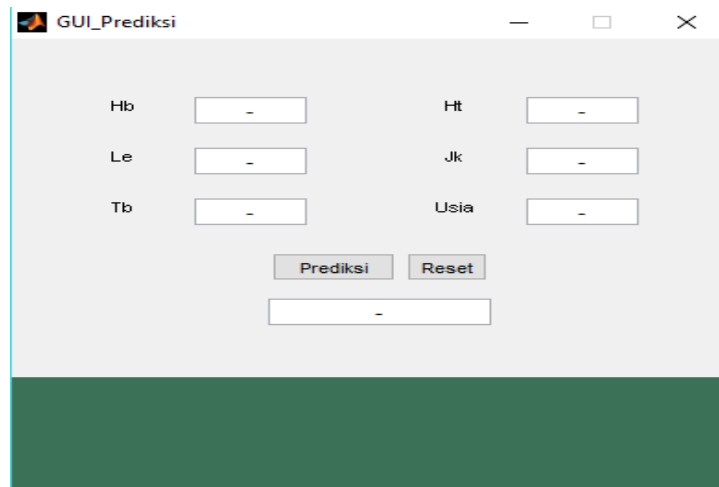 GUI_Prediksi
Hb - Ht -
Le - Jk -
Tb - Usia -
Prediksi Reset
-